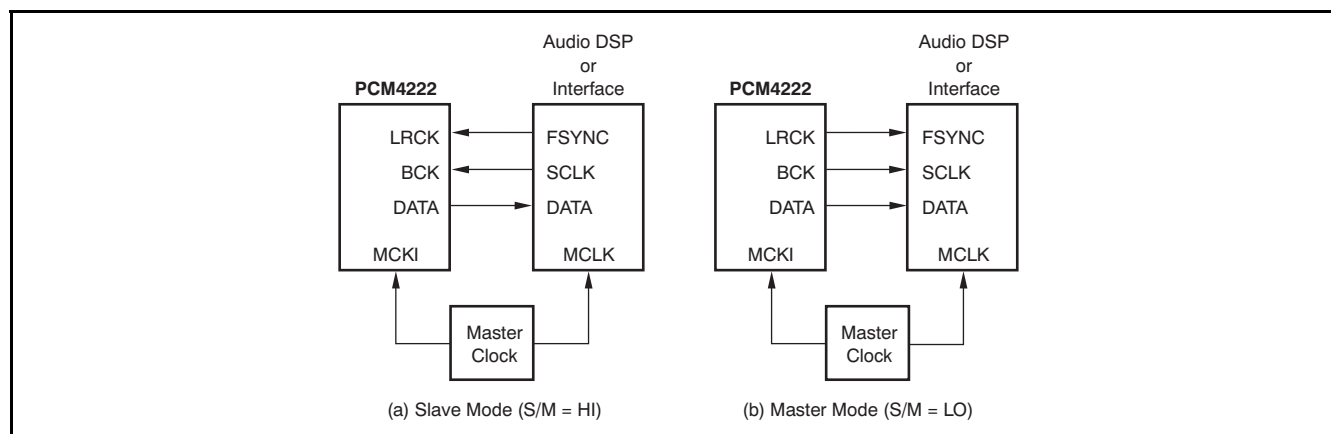 Audio DSP
or
Interface
PCM4222
LRCK
FSYNC
BCK
SCLK
DATA
DATA
MCKI
MCLK
Master
Clock
(a) Slave Mode (S/M = HI)
Audio DSP
or
Interface
PCM4222
LRCK
FSYNC
BCK
SCLK
DATA
DATA
MCKI
MCLK
Master
Clock
(b) Master Mode (S/M = LO)